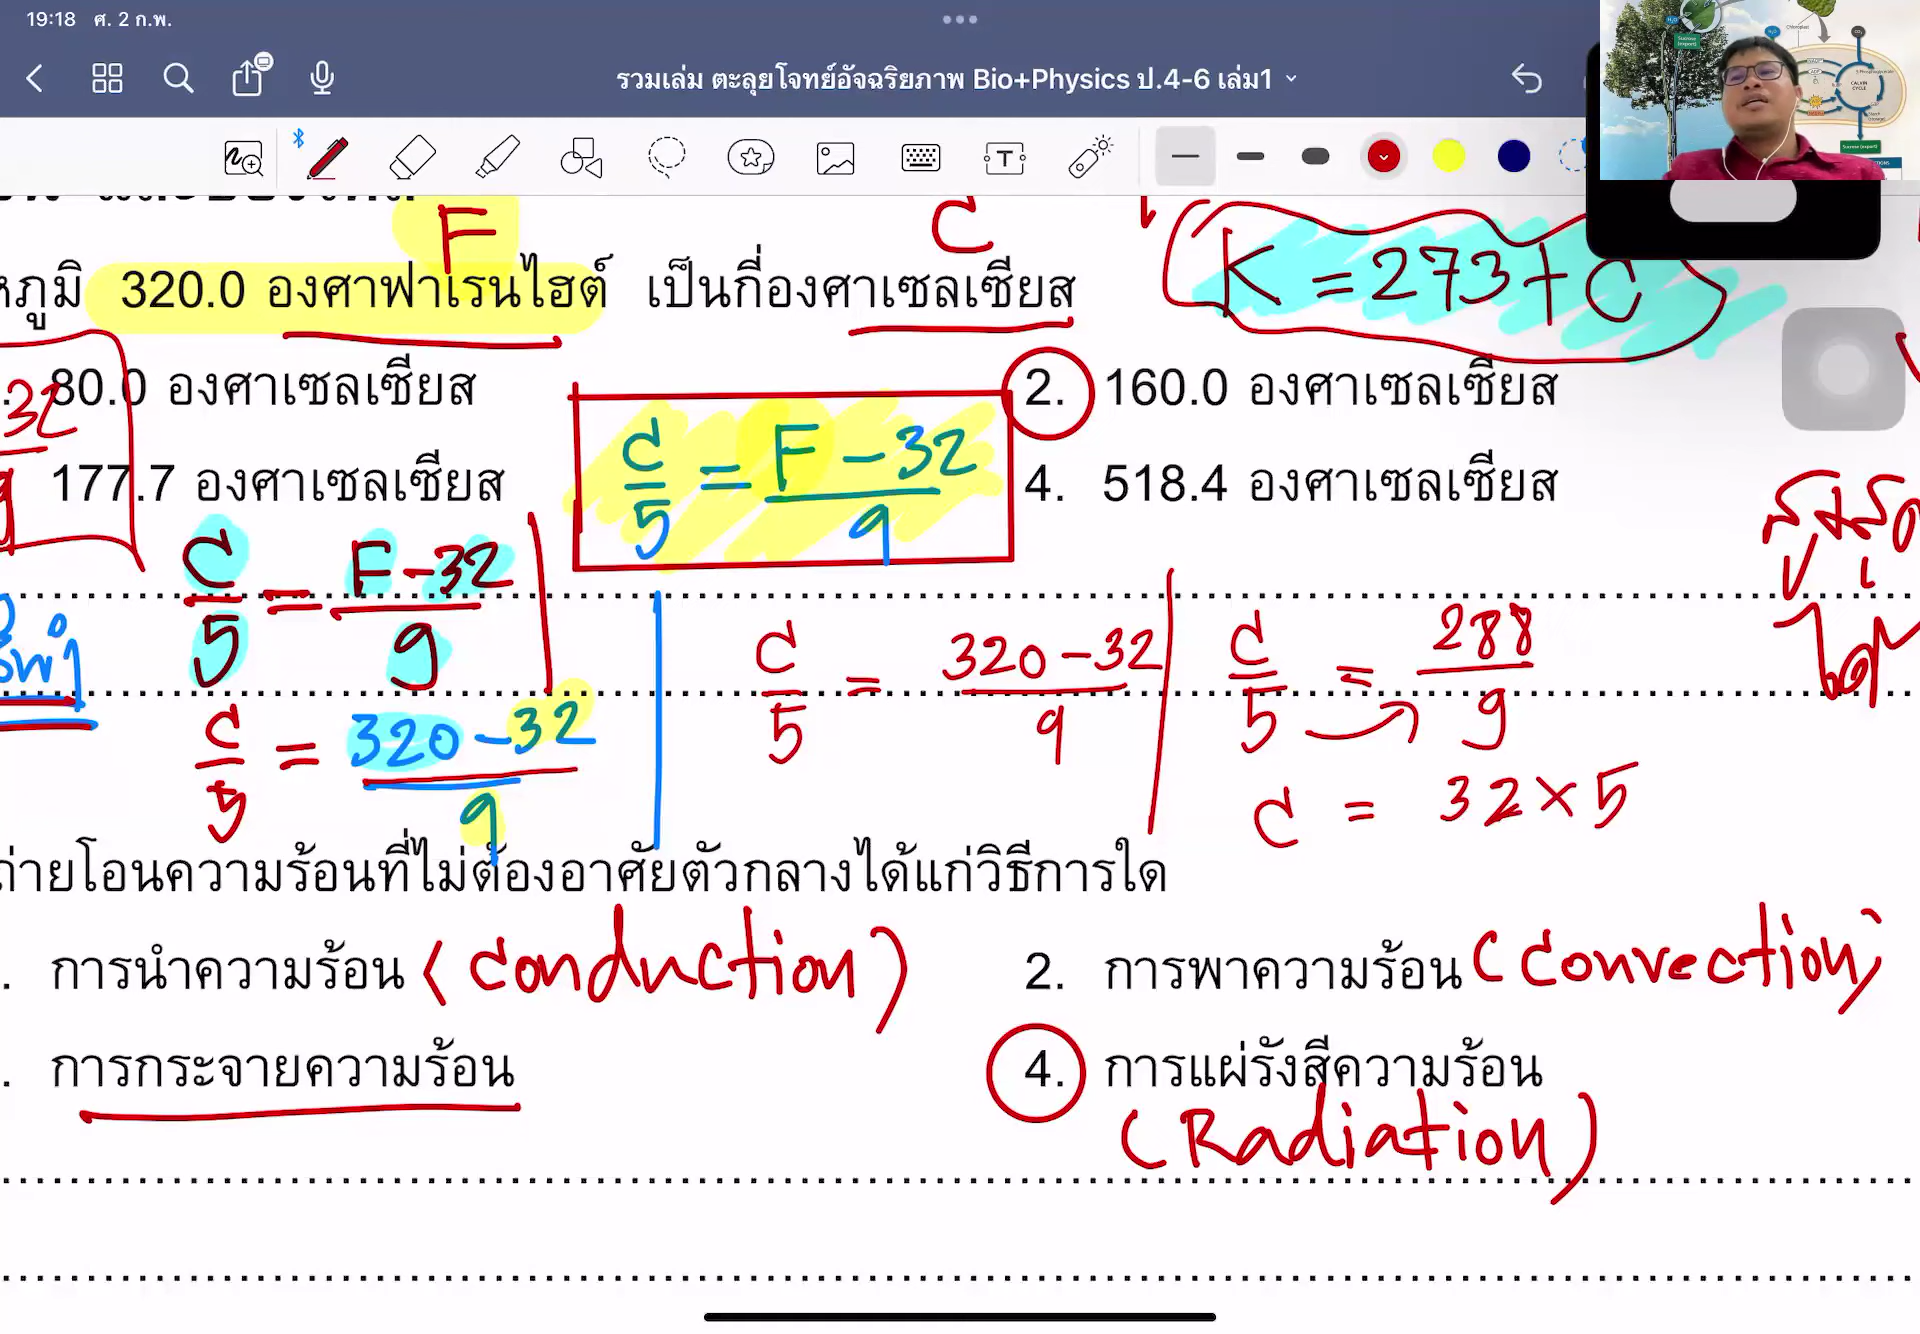 19:18 ศ. 2 ก.พ.
รวมเล่ม ตะลุยโจทย์อัจฉริยภาพ Bio+Physics ป.4-6 เล่ม1
F
C
K = 273 + C
320.0 องศาฟาเรนไฮต์ เป็นกี่องศาเซลเซียส
80.0 องศาเซลเซียส
2. 160.0 องศาเซลเซียส
32
C/5 = F - 32/9
177.7 องศาเซลเซียส
4. 518.4 องศาเซลเซียส
C/5 = F - 32/9
C/5 = 320 - 32/9
C/5 = 320 - 32/9
C/5 = 288/9
C = 32 × 5
ถ่ายโอนความร้อนที่ไม่ต้องอาศัยตัวกลางได้แก่วิธีการใด
. การนำความร้อน (conduction)
2. การพาความร้อน (convection)
. การกระจายความร้อน
4. การแผ่รังสีความร้อน
(Radiation)